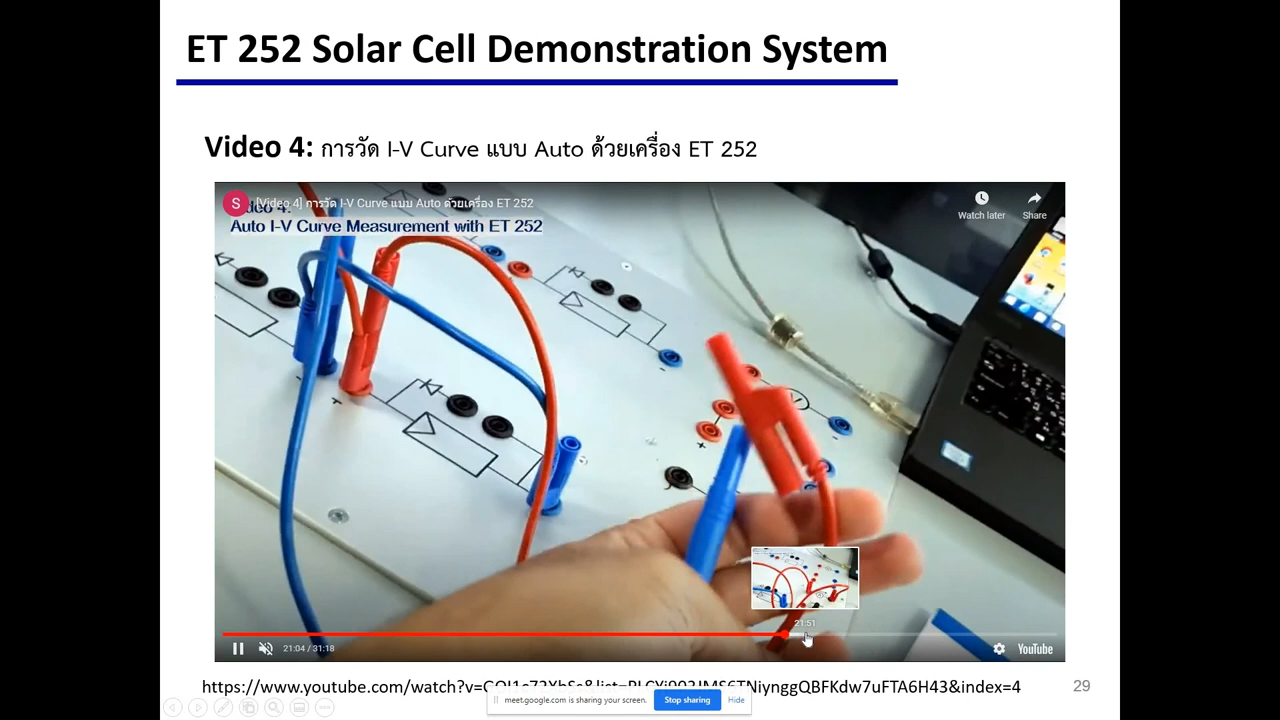 ET 252 Solar Cell Demonstration System
Video 4: การวัด I-V Curve แบบ Auto ด้วยเครื่อง ET 252
S
[Video 4] การวัด I-V Curve แบบ Auto ด้วยเครื่อง ET 252
Watch later
Share
Auto I-V Curve Measurement with ET 252
21:51
21:04 / 31:18
YouTube
29
meet.google.com is sharing your screen.
Stop sharing
Hide